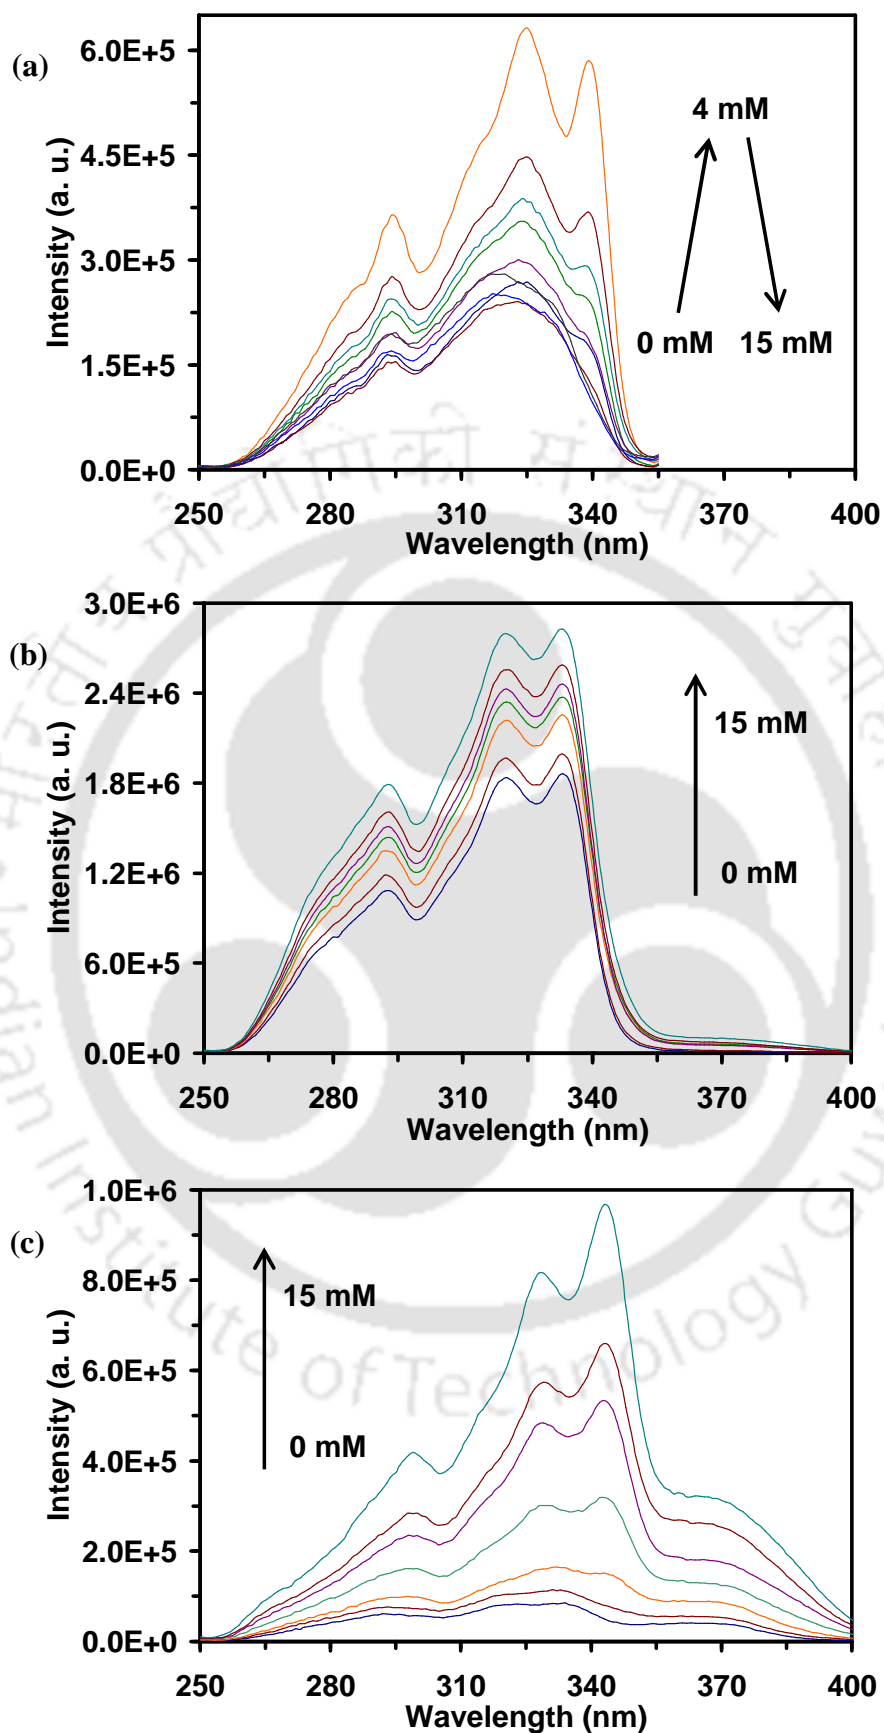 (a)
6.0E+5
4.5E+5
3.0E+5
1.5E+5
0.0E+0
Intensity (a. u.)
4 mM
0 mM 15 mM
250 280 310 340 370 400
Wavelength (nm)
(b)
3.0E+6
2.4E+6
1.8E+6
1.2E+6
6.0E+5
0.0E+0
Intensity (a. u.)
15 mM
0 mM
250 280 310 340 370 400
Wavelength (nm)
(c)
1.0E+6
8.0E+5
6.0E+5
4.0E+5
2.0E+5
0.0E+0
Intensity (a. u.)
15 mM
0 mM
250 280 310 340 370 400
Wavelength (nm)
Indian Institute of Technology